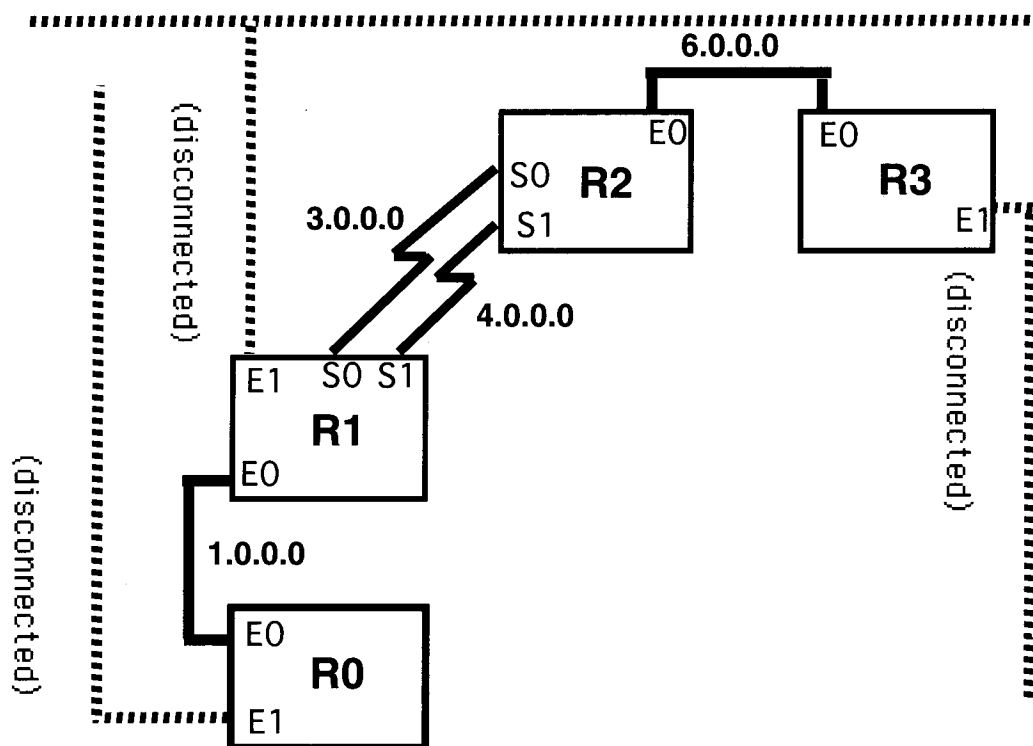 6.0.0.0
(disconnected)
E0
E0
S0
R2
R3
3.0.0.0
S1
E1
(disconnected)
4.0.0.0
E1
S0
S1
R1
(disconnected)
E0
1.0.0.0
E0
R0
E1